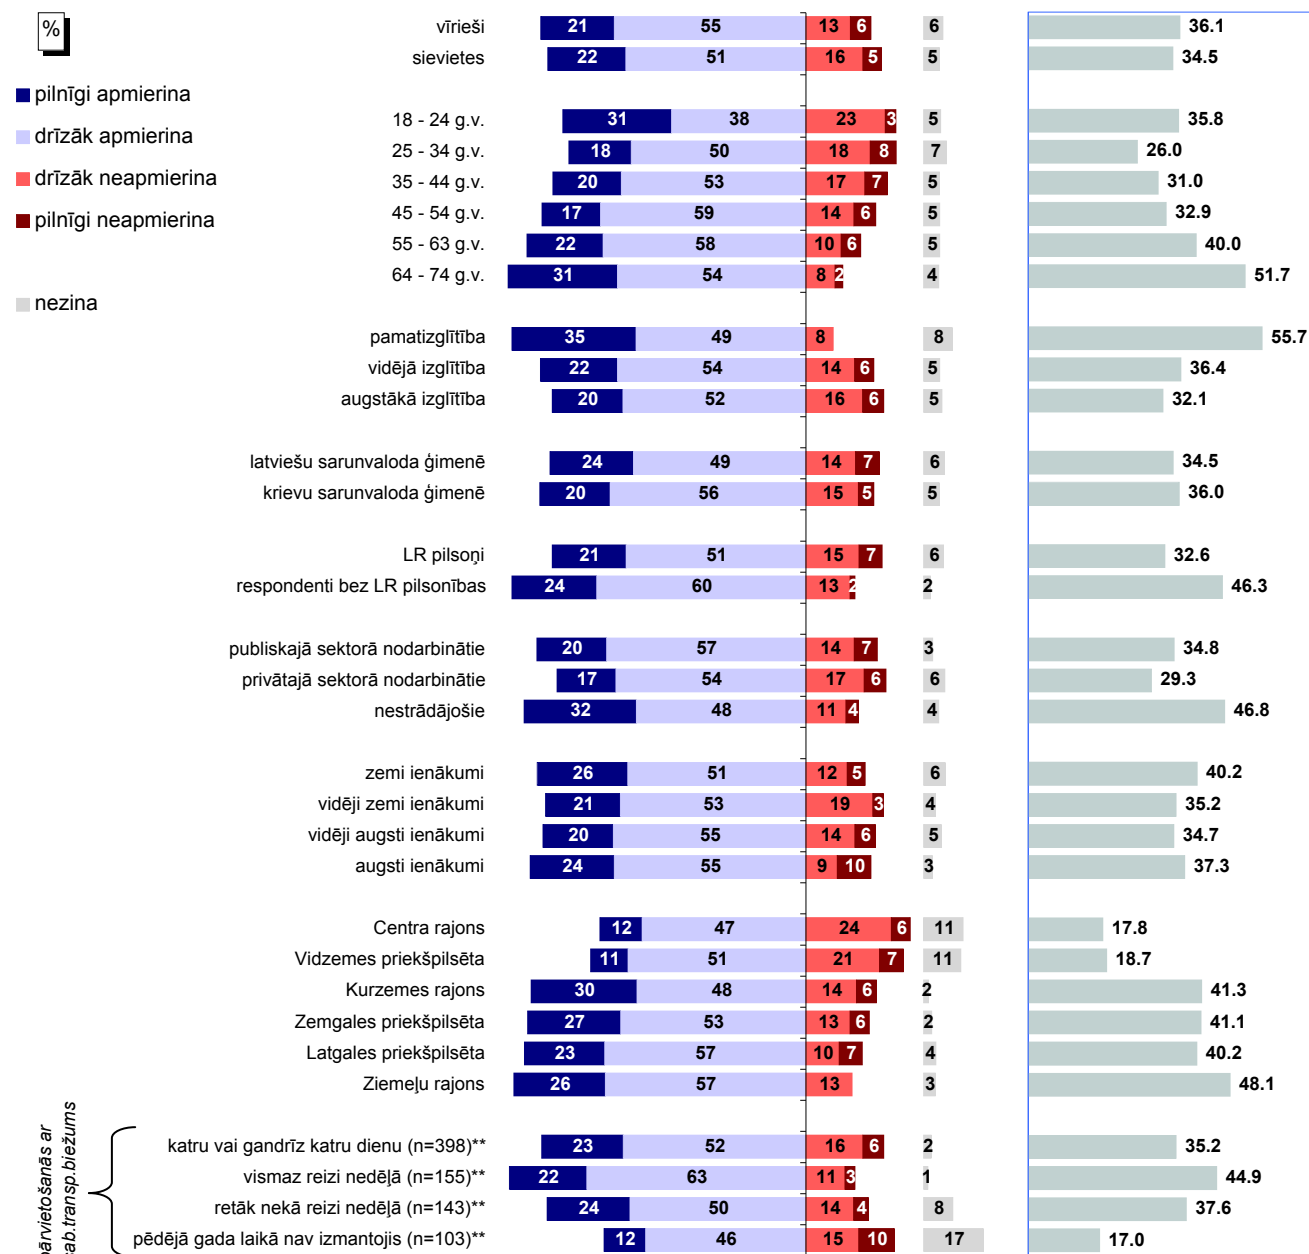 %
pilnīgi apmierina
drīzāk apmierina
drīzāk neapmierina
pilnīgi neapmierina
nezina
vīrieši 21 55 13 6 6 36.1
sievietes 22 51 16 5 5 34.5
18 - 24 g.v. 31 38 23 3 5 35.8
25 - 34 g.v. 18 50 18 8 7 26.0
35 - 44 g.v. 20 53 17 7 5 31.0
45 - 54 g.v. 17 59 14 6 5 32.9
55 - 63 g.v. 22 58 10 6 5 40.0
64 - 74 g.v. 31 54 8 2 4 51.7
pamatizglītība 35 49 8 8 55.7
vidējā izglītība 22 54 14 6 5 36.4
augstākā izglītība 20 52 16 6 5 32.1
latviešu sarunvaloda ģimenē 24 49 14 7 6 34.5
krievu sarunvaloda ģimenē 20 56 15 5 5 36.0
LR pilsoņi 21 51 15 7 6 32.6
respondenti bez LR pilsonības 24 60 13 2 2 46.3
publiskajā sektorā nodarbinātie 20 57 14 7 3 34.8
privātajā sektorā nodarbinātie 17 54 17 6 6 29.3
nestrādājošie 32 48 11 4 4 46.8
zemi ienākumi 26 51 12 5 6 40.2
vidēji zemi ienākumi 21 53 19 3 4 35.2
vidēji augsti ienākumi 20 55 14 6 5 34.7
augsti ienākumi 24 55 9 10 3 37.3
Centra rajons 12 47 24 6 11 17.8
Vidzemes priekšpilsēta 11 51 21 7 11 18.7
Kurzemes rajons 30 48 14 6 2 41.3
Zemgales priekšpilsēta 27 53 13 6 2 41.1
Latgales priekšpilsēta 23 57 10 7 4 40.2
Ziemeļu rajons 26 57 13 3 48.1
pārvietošanās ar
sab.transp.biežums
katru vai gandrīz katru dienu (n=398)** 23 52 16 6 2 35.2
vismaz reizi nedēļā (n=155)** 22 63 11 3 1 44.9
retāk nekā reizi nedēļā (n=143)** 24 50 14 4 8 37.6
pēdējā gada laikā nav izmantojis (n=103)** 12 46 15 10 17 17.0